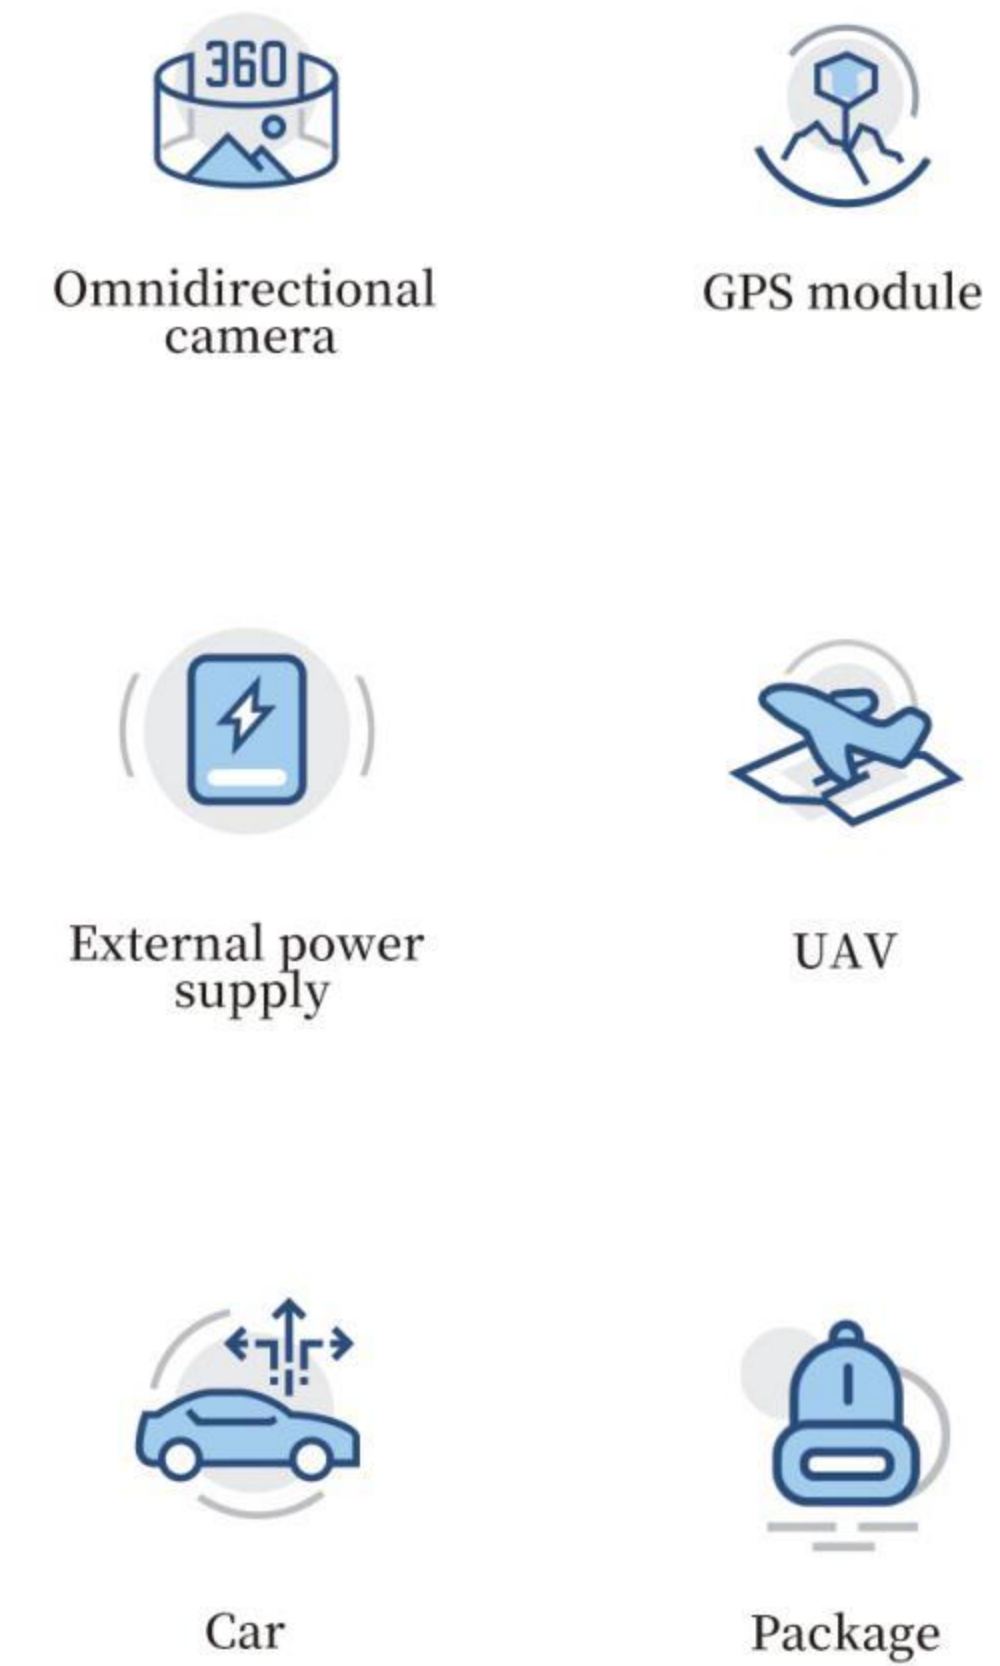 360
Omnidirectional
camera
GPS module
External power
supply
UAV
Car
Package